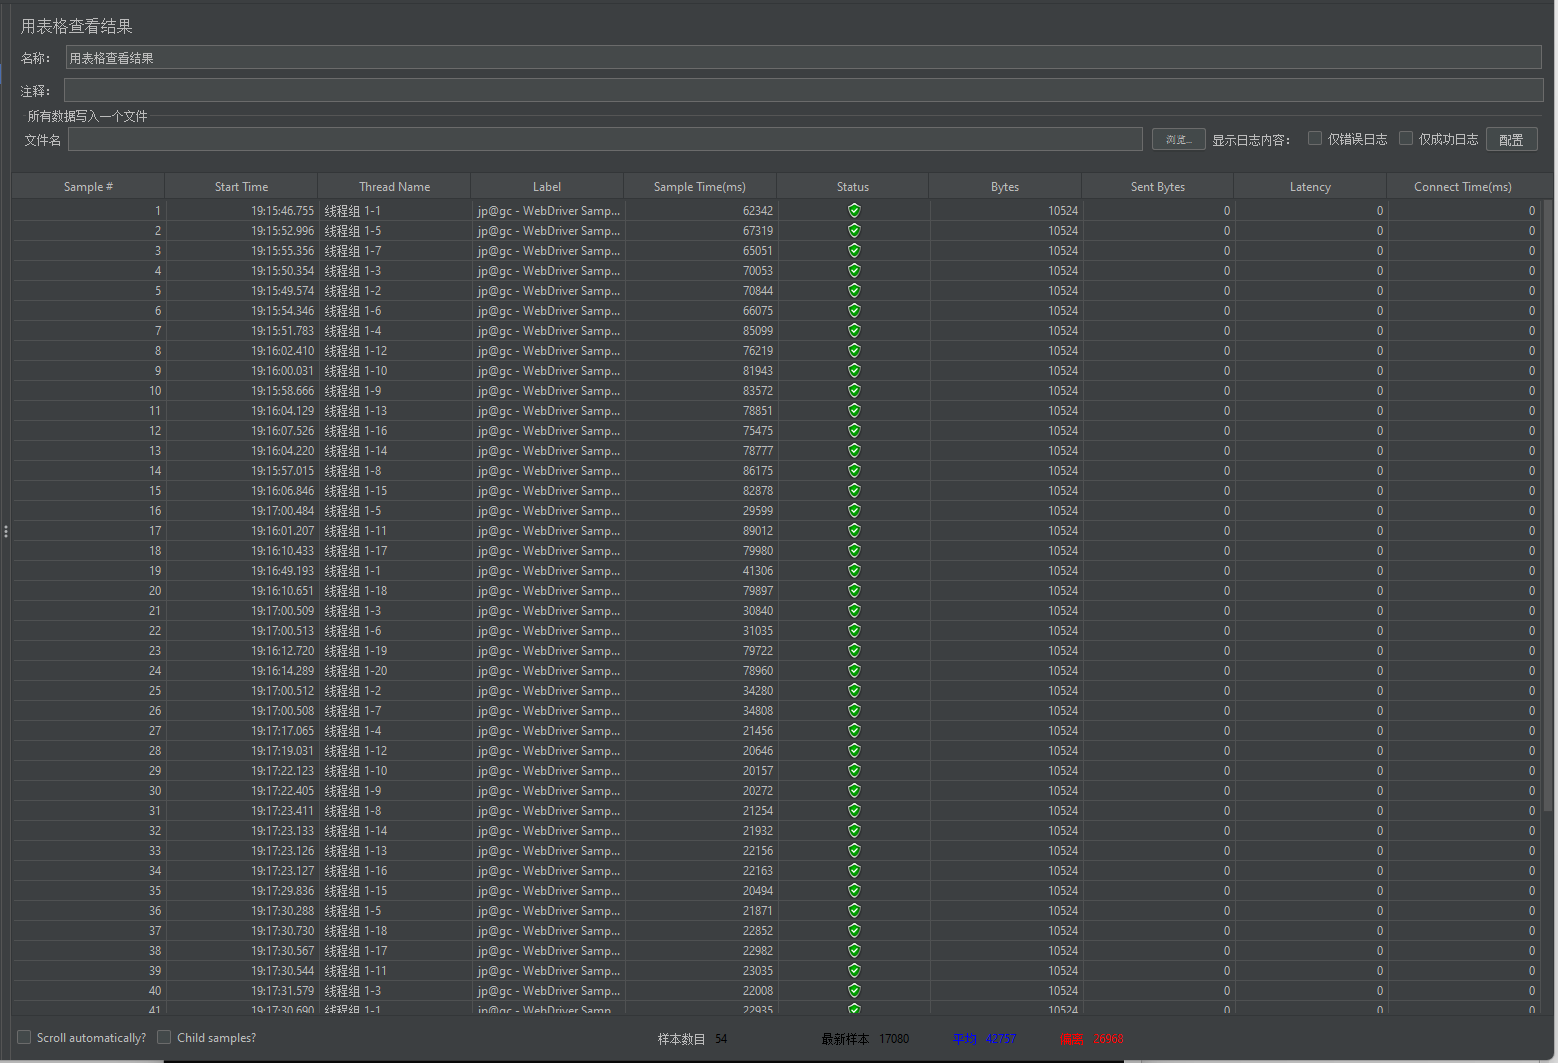 用表格查看结果
名称： 用表格查看结果
注释：
所有数据写入一个文件
文件名 浏览... 显示日志内容： 仅错误日志 仅成功日志 配置
Sample # Start Time Thread Name Label Sample Time(ms) Status Bytes Sent Bytes Latency Connect Time(ms)
1 19:15:46.755 线程组 1-1 jp@gc - WebDriver Samp... 62342 10524 0 0 0
2 19:15:52.996 线程组 1-5 jp@gc - WebDriver Samp... 67319 10524 0 0 0
3 19:15:55.356 线程组 1-7 jp@gc - WebDriver Samp... 65051 10524 0 0 0
4 19:15:50.354 线程组 1-3 jp@gc - WebDriver Samp... 70053 10524 0 0 0
5 19:15:49.574 线程组 1-2 jp@gc - WebDriver Samp... 70844 10524 0 0 0
6 19:15:54.346 线程组 1-6 jp@gc - WebDriver Samp... 66075 10524 0 0 0
7 19:15:51.783 线程组 1-4 jp@gc - WebDriver Samp... 85099 10524 0 0 0
8 19:16:02.410 线程组 1-12 jp@gc - WebDriver Samp... 76219 10524 0 0 0
9 19:16:00.031 线程组 1-10 jp@gc - WebDriver Samp... 81943 10524 0 0 0
10 19:15:58.666 线程组 1-9 jp@gc - WebDriver Samp... 83572 10524 0 0 0
11 19:16:04.129 线程组 1-13 jp@gc - WebDriver Samp... 78851 10524 0 0 0
12 19:16:07.526 线程组 1-16 jp@gc - WebDriver Samp... 75475 10524 0 0 0
13 19:16:04.220 线程组 1-14 jp@gc - WebDriver Samp... 78777 10524 0 0 0
14 19:15:57.015 线程组 1-8 jp@gc - WebDriver Samp... 86175 10524 0 0 0
15 19:16:06.846 线程组 1-15 jp@gc - WebDriver Samp... 82878 10524 0 0 0
16 19:17:00.484 线程组 1-5 jp@gc - WebDriver Samp... 29599 10524 0 0 0
17 19:16:01.207 线程组 1-11 jp@gc - WebDriver Samp... 89012 10524 0 0 0
18 19:16:10.433 线程组 1-17 jp@gc - WebDriver Samp... 79980 10524 0 0 0
19 19:16:49.193 线程组 1-1 jp@gc - WebDriver Samp... 41306 10524 0 0 0
20 19:16:10.651 线程组 1-18 jp@gc - WebDriver Samp... 79897 10524 0 0 0
21 19:17:00.509 线程组 1-3 jp@gc - WebDriver Samp... 30840 10524 0 0 0
22 19:17:00.513 线程组 1-6 jp@gc - WebDriver Samp... 31035 10524 0 0 0
23 19:16:12.720 线程组 1-19 jp@gc - WebDriver Samp... 79722 10524 0 0 0
24 19:16:14.289 线程组 1-20 jp@gc - WebDriver Samp... 78960 10524 0 0 0
25 19:17:00.512 线程组 1-2 jp@gc - WebDriver Samp... 34280 10524 0 0 0
26 19:17:00.508 线程组 1-7 jp@gc - WebDriver Samp... 34808 10524 0 0 0
27 19:17:17.065 线程组 1-4 jp@gc - WebDriver Samp... 21456 10524 0 0 0
28 19:17:19.031 线程组 1-12 jp@gc - WebDriver Samp... 20646 10524 0 0 0
29 19:17:22.123 线程组 1-10 jp@gc - WebDriver Samp... 20157 10524 0 0 0
30 19:17:22.405 线程组 1-9 jp@gc - WebDriver Samp... 20272 10524 0 0 0
31 19:17:23.411 线程组 1-8 jp@gc - WebDriver Samp... 21254 10524 0 0 0
32 19:17:23.133 线程组 1-14 jp@gc - WebDriver Samp... 21932 10524 0 0 0
33 19:17:23.126 线程组 1-13 jp@gc - WebDriver Samp... 22156 10524 0 0 0
34 19:17:23.127 线程组 1-16 jp@gc - WebDriver Samp... 22163 10524 0 0 0
35 19:17:29.836 线程组 1-15 jp@gc - WebDriver Samp... 20494 10524 0 0 0
36 19:17:30.288 线程组 1-5 jp@gc - WebDriver Samp... 21871 10524 0 0 0
37 19:17:30.730 线程组 1-18 jp@gc - WebDriver Samp... 22852 10524 0 0 0
38 19:17:30.567 线程组 1-17 jp@gc - WebDriver Samp... 22982 10524 0 0 0
39 19:17:30.544 线程组 1-11 jp@gc - WebDriver Samp... 23035 10524 0 0 0
40 19:17:31.579 线程组 1-3 jp@gc - WebDriver Samp... 22008 10524 0 0 0
41 19:17:30.690 线程组 1-1 jp@gc - WebDriver Samp... 22935 10524 0 0 0
Scroll automatically? Child samples? 样本数目 54 最新样本 17080 平均 42757 偏离 26968